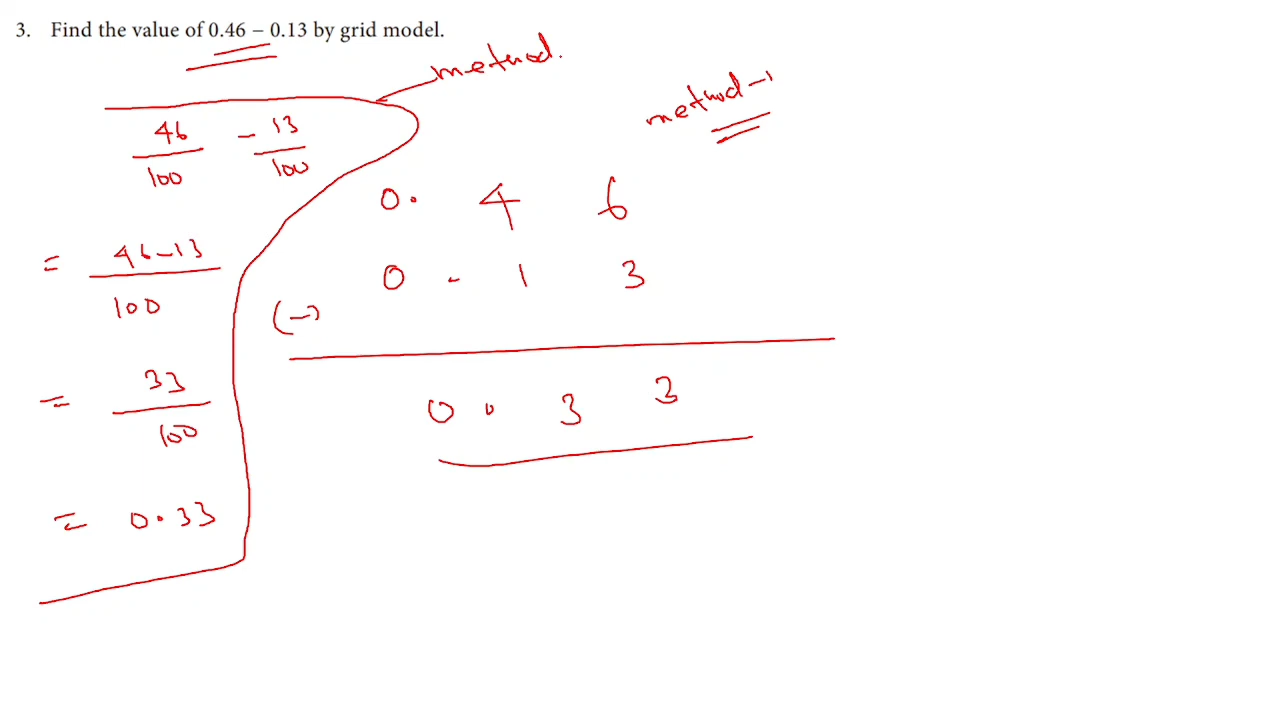 3. Find the value of 0.46 – 0.13 by grid model.
method.
method-1
46/100 - 13/100
= 46-13/100
= 33/100
= 0.33
0. 4 6
0. 1 3
(-)
0. 3 3